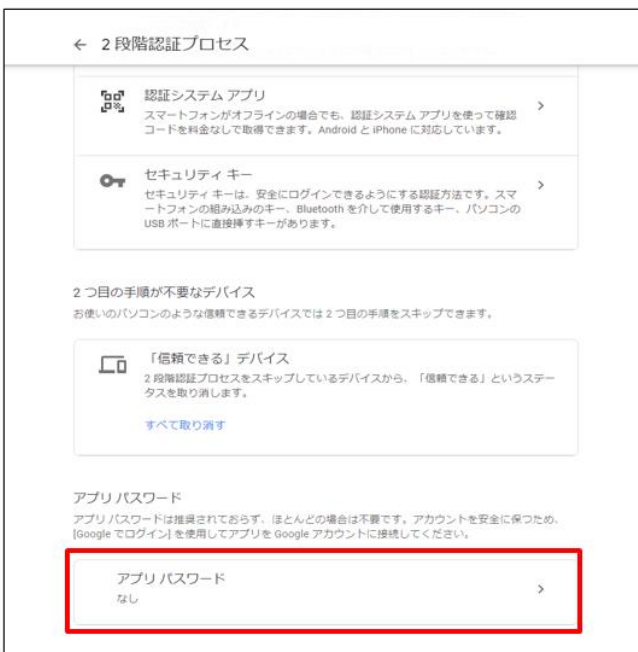 ← 2 段階認証プロセス
認証システム アプリ
スマートフォンがオフラインの場合でも、認証システム アプリを使って確認
コードを料金なしで取得できます。Android と iPhone に対応しています。
セキュリティ キー
セキュリティ キーは、安全にログインできるようにする認証方法です。スマ
ートフォンの組み込みのキー、Bluetooth を介して使用するキー、パソコンの
USB ポートに直接挿すキーがあります。
2 つ目の手順が不要なデバイス
お使いのパソコンのような信頼できるデバイスでは 2 つ目の手順をスキップできます。
「信頼できる」デバイス
2 段階認証プロセスをスキップしているデバイスから、「信頼できる」というステー
タスを取り消します。
すべて取り消す
アプリ パスワード
アプリ パスワードは推奨されておらず、ほとんどの場合は不要です。アカウントを安全に保つため、
[Google でログイン] を使用してアプリを Google アカウントに接続してください。
アプリ パスワード
なし